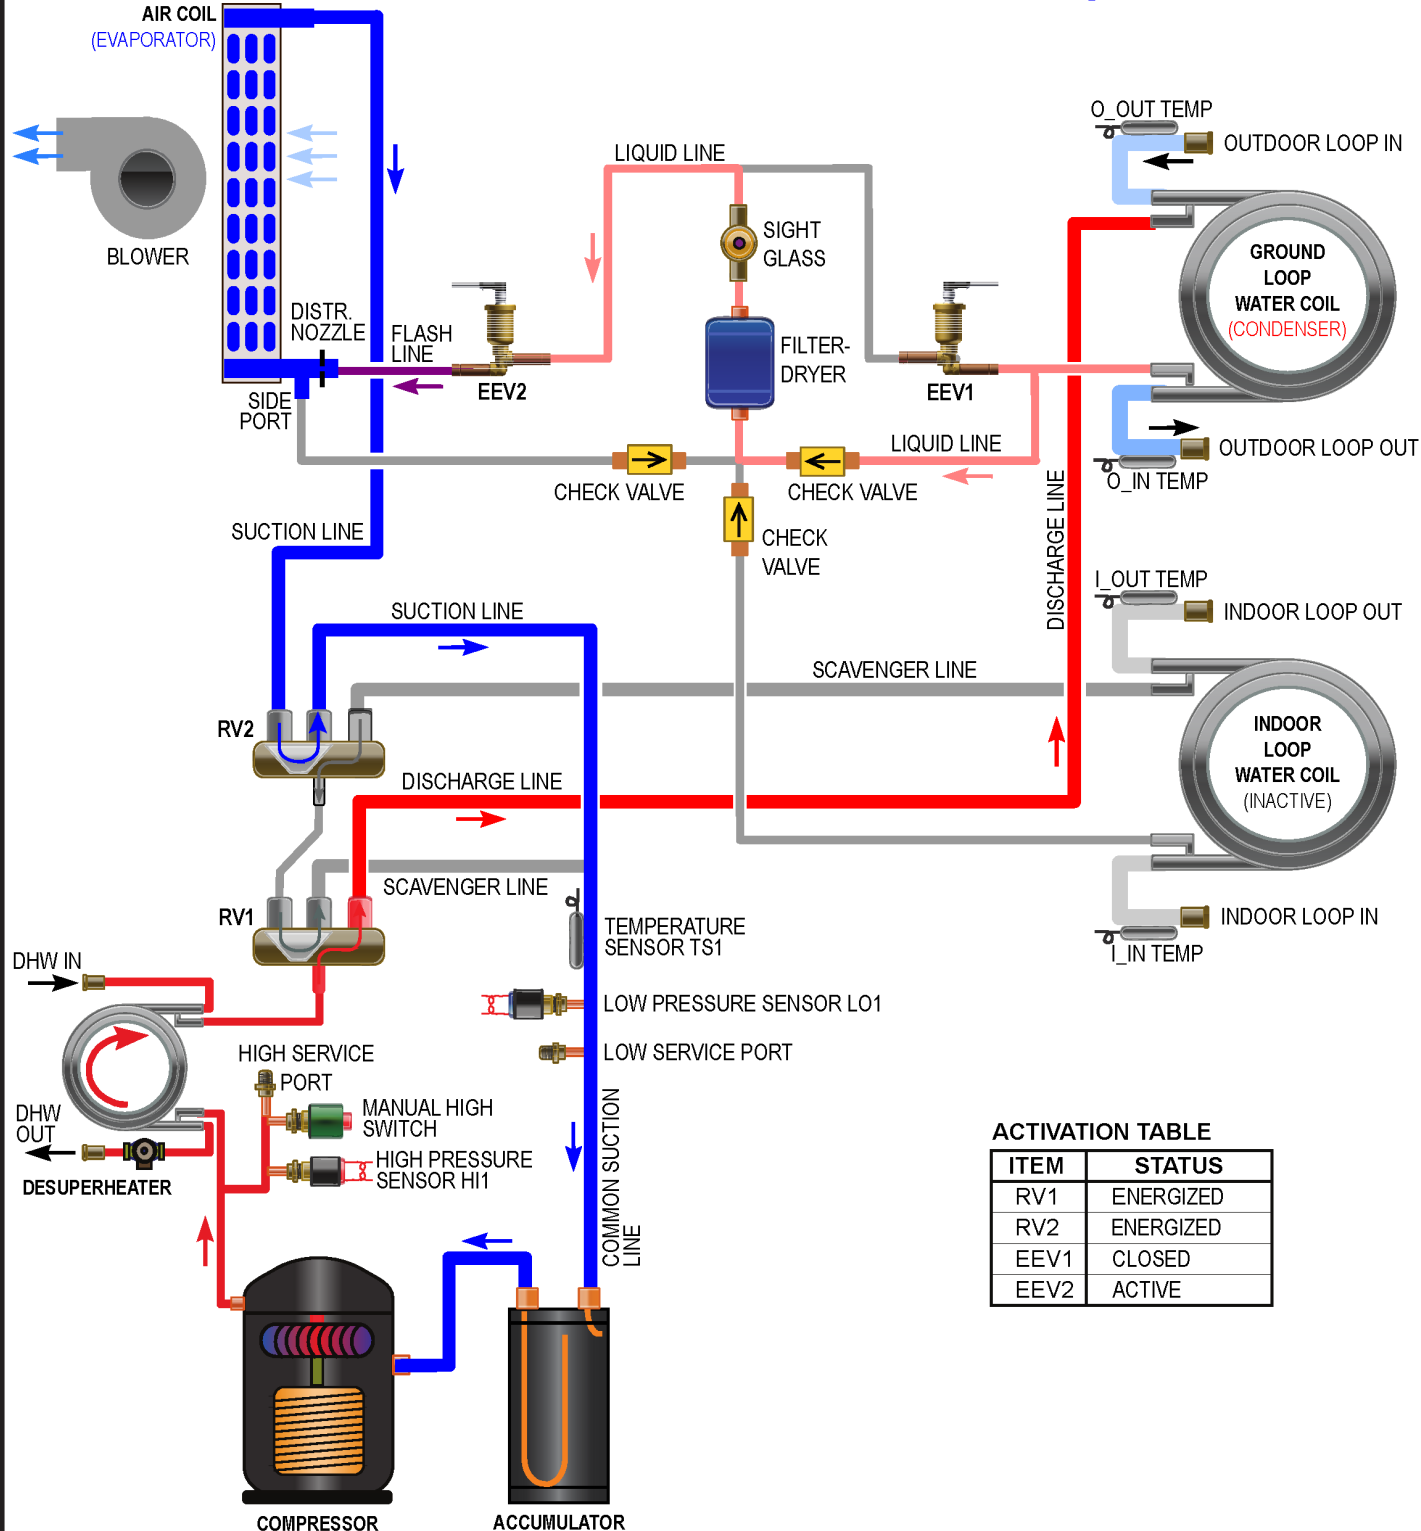 AIR COIL
(EVAPORATOR)
BLOWER
DISTR.
NOZZLE
FLASH
LINE
SIDE
PORT
EEV2
LIQUID LINE
SIGHT
GLASS
FILTER-
DRYER
EEV1
LIQUID LINE
CHECK VALVE
CHECK VALVE
CHECK
VALVE
O_OUT TEMP
OUTDOOR LOOP IN
GROUND
LOOP
WATER COIL
(CONDENSER)
OUTDOOR LOOP OUT
O_IN TEMP
DISCHARGE LINE
SUCTION LINE
SUCTION LINE
SCAVENGER LINE
I_OUT TEMP
INDOOR LOOP OUT
INDOOR
LOOP
WATER COIL
(INACTIVE)
INDOOR LOOP IN
I_IN TEMP
RV2
DISCHARGE LINE
SCAVENGER LINE
RV1
TEMPERATURE
SENSOR TS1
LOW PRESSURE SENSOR LO1
LOW SERVICE PORT
DHW IN
HIGH SERVICE
PORT
MANUAL HIGH
SWITCH
HIGH PRESSURE
SENSOR HI1
DHW
OUT
DESUPERHEATER
COMMON SUCTION
LINE
COMPRESSOR
ACCUMULATOR
ACTIVATION TABLE
ITEM STATUS
RV1 ENERGIZED
RV2 ENERGIZED
EEV1 CLOSED
EEV2 ACTIVE